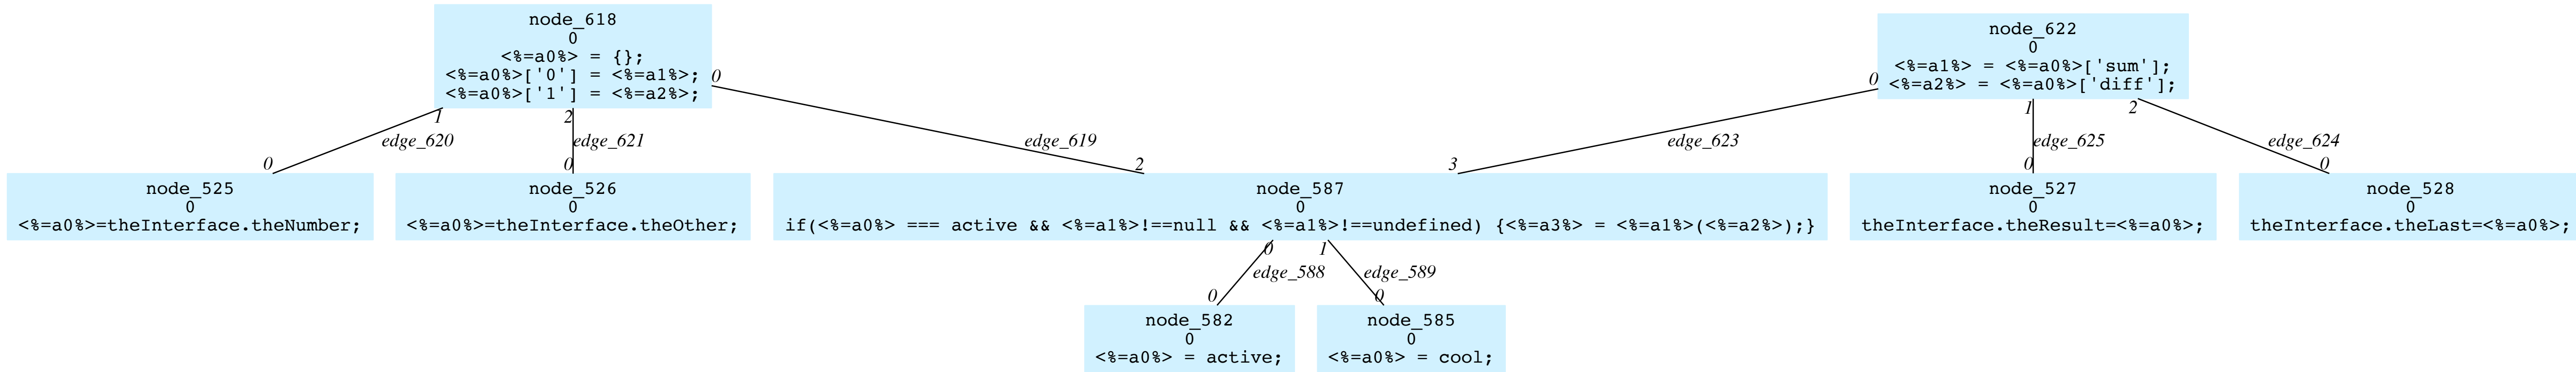 node_618
0
<%=a0%> = {};
<%=a0%>['0'] = <%=a1%>;
<%=a0%>['1'] = <%=a2%>;
node_622
0
<%=a1%> = <%=a0%>['sum'];
<%=a2%> = <%=a0%>['diff'];
0
0
1
2
1
2
edge_620
edge_621
edge_619
edge_623
edge_625
edge_624
0
0
2
3
0
0
node_525
0
<%=a0%>=theInterface.theNumber;
node_526
0
<%=a0%>=theInterface.theOther;
node_587
0
if(<%=a0%> === active && <%=a1%>!==null && <%=a1%>!==undefined) {<%=a3%> = <%=a1%>(<%=a2%>);}
node_527
0
theInterface.theResult=<%=a0%>;
node_528
0
theInterface.theLast=<%=a0%>;
0
1
edge_588
edge_589
0
0
node_582
0
<%=a0%> = active;
node_585
0
<%=a0%> = cool;